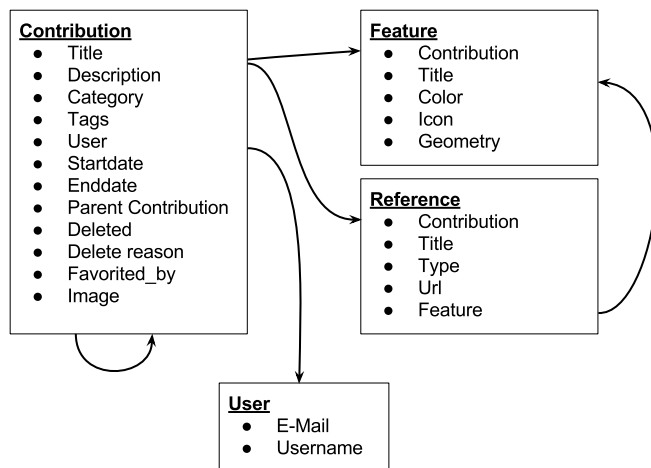 Contribution
● Title
● Description
● Category
● Tags
● User
● Startdate
● Enddate
● Parent Contribution
● Deleted
● Delete reason
● Favorited_by
● Image
Feature
● Contribution
● Title
● Color
● Icon
● Geometry
Reference
● Contribution
● Title
● Type
● Url
● Feature
User
● E-Mail
● Username